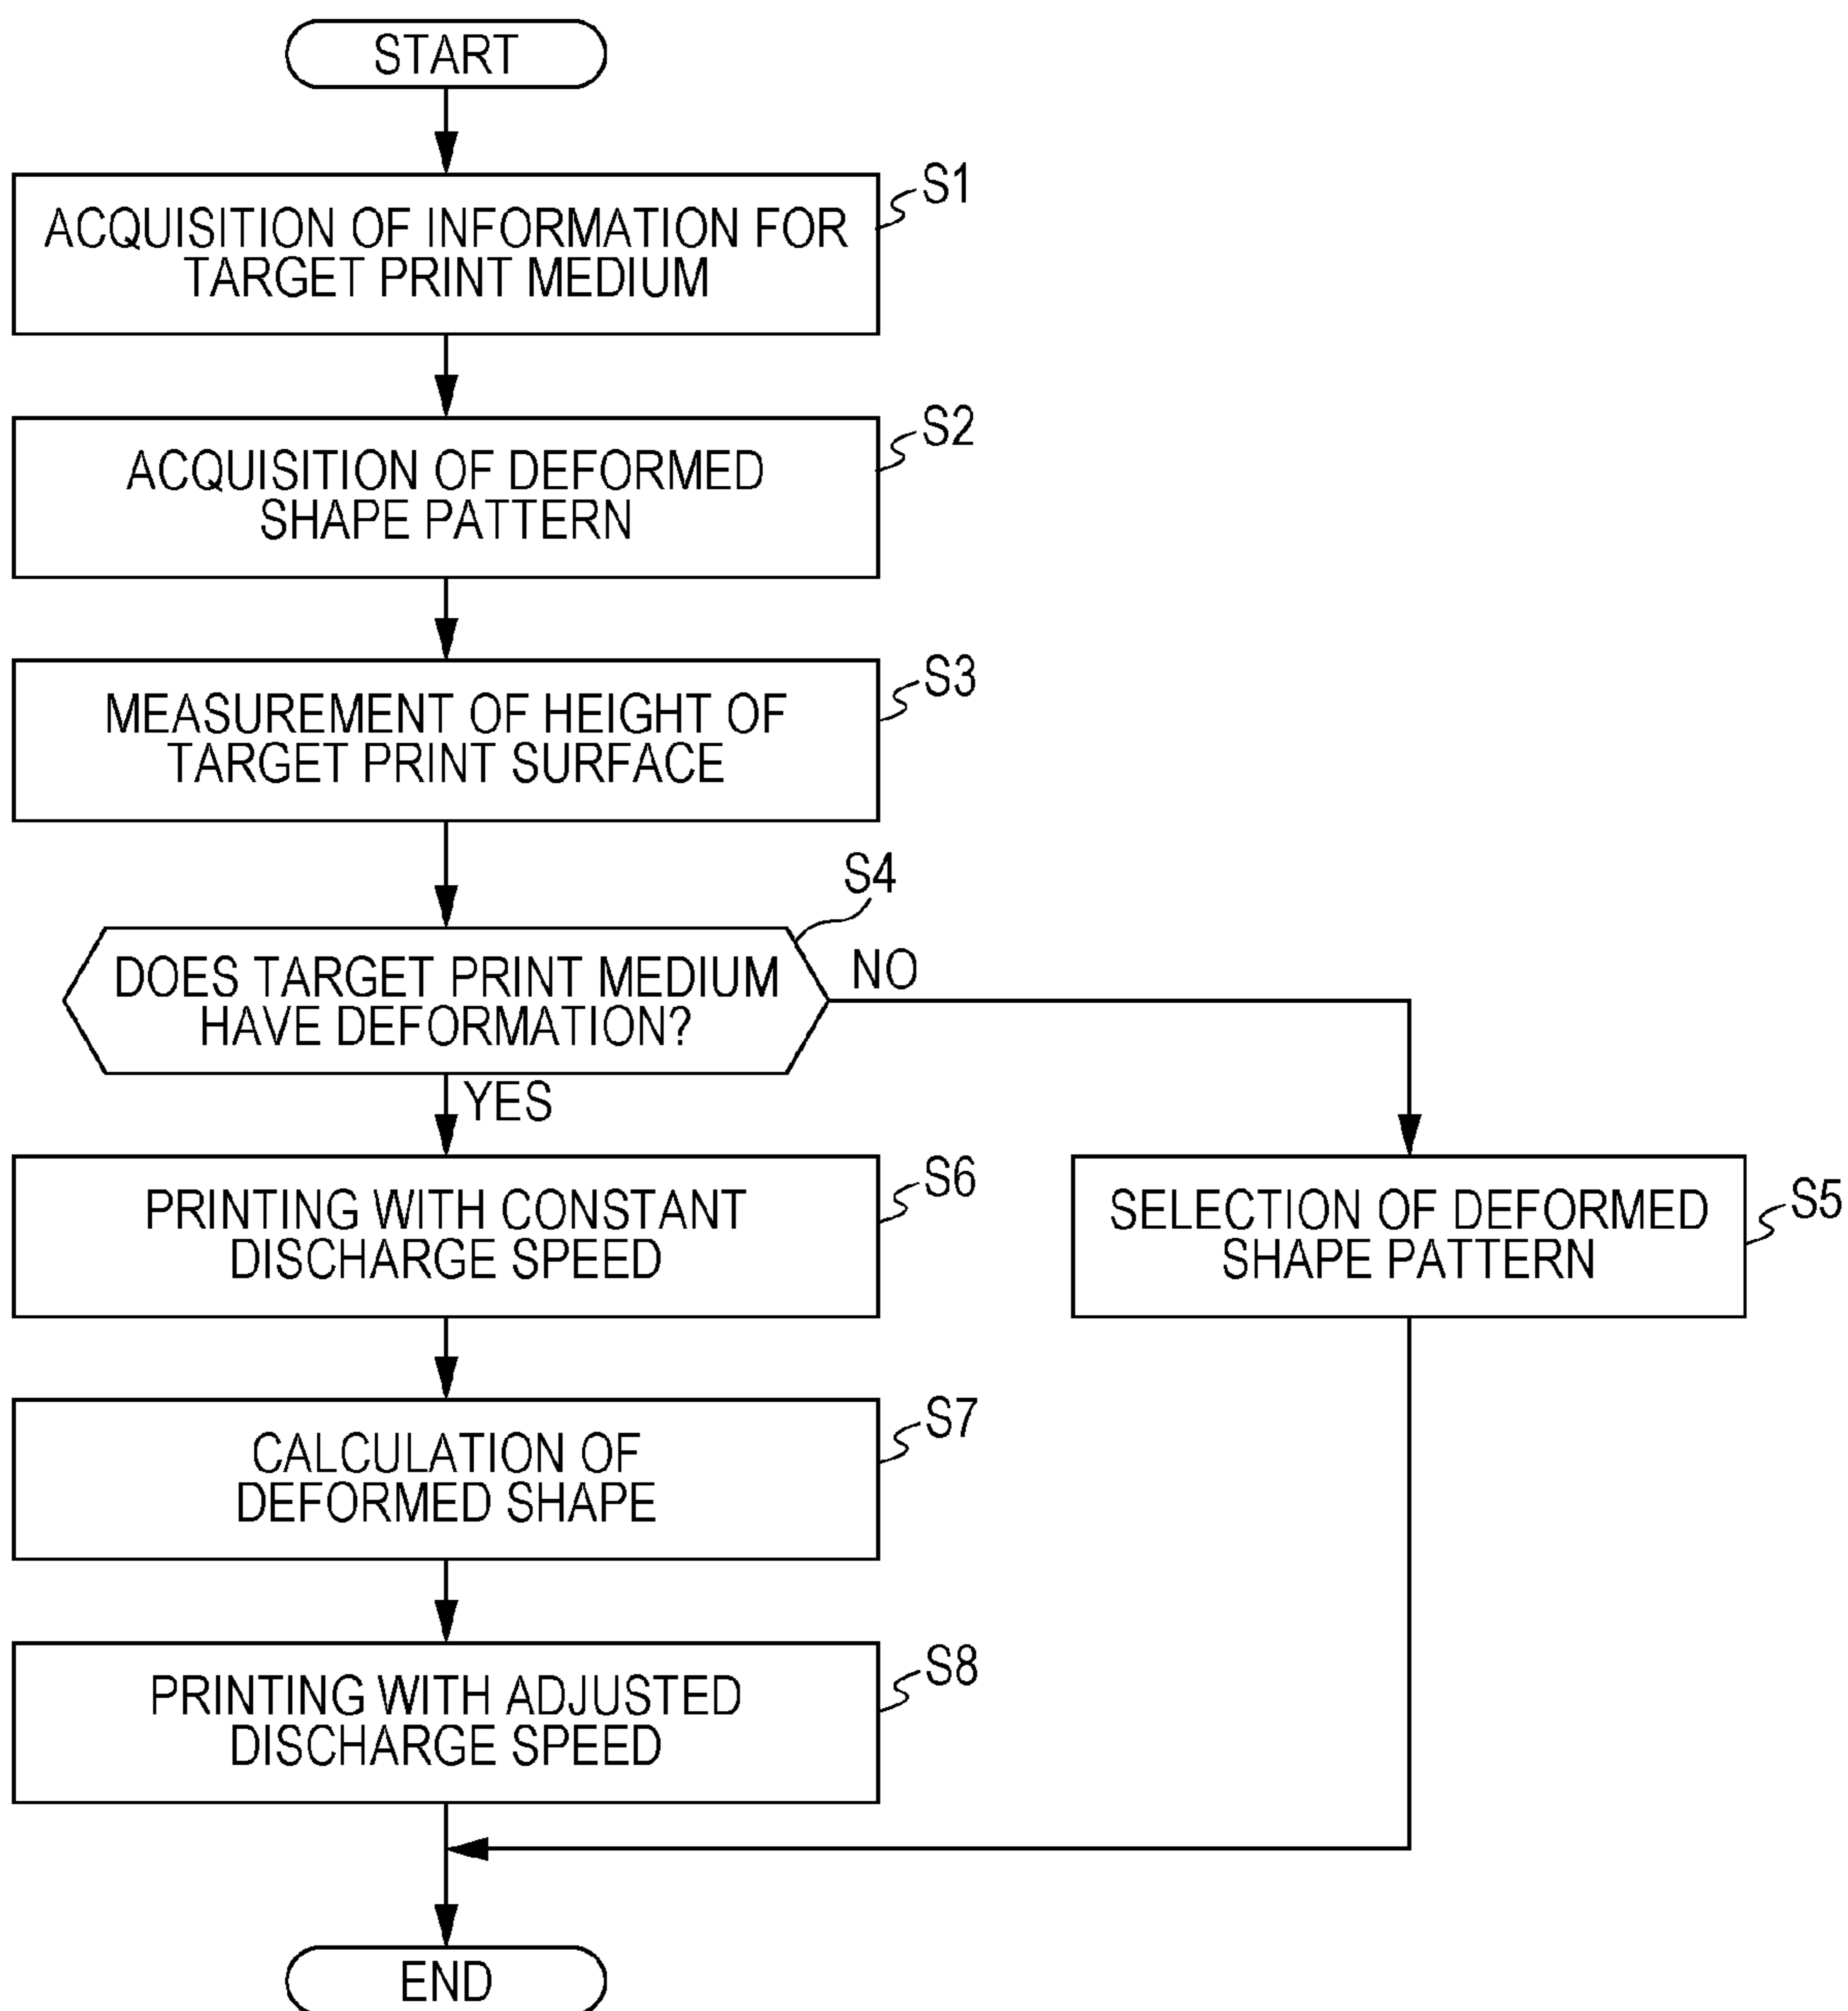 START
S1
ACQUISITION OF INFORMATION FOR
TARGET PRINT MEDIUM
S2
ACQUISITION OF DEFORMED
SHAPE PATTERN
S3
MEASUREMENT OF HEIGHT OF
TARGET PRINT SURFACE
S4
DOES TARGET PRINT MEDIUM
HAVE DEFORMATION?
NO
YES
S6
PRINTING WITH CONSTANT
DISCHARGE SPEED
SELECTION OF DEFORMED
SHAPE PATTERN
S5
S7
CALCULATION OF
DEFORMED SHAPE
S8
PRINTING WITH ADJUSTED
DISCHARGE SPEED
END